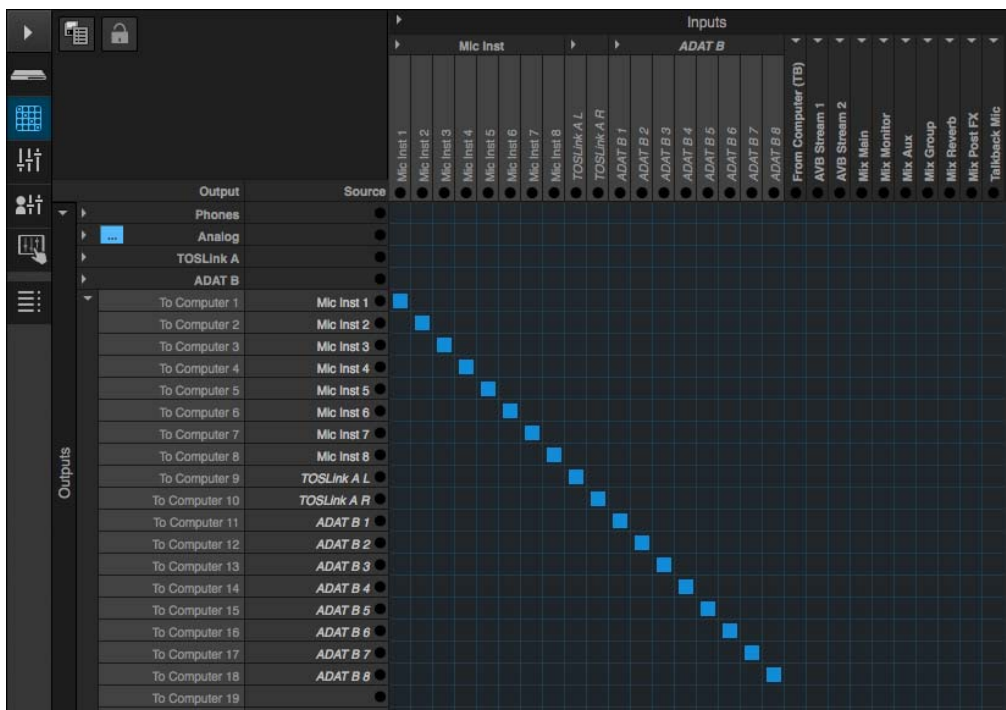 Inputs
Mic Inst
ADAT B
Mic Inst 1
Mic Inst 2
Mic Inst 3
Mic Inst 4
Mic Inst 5
Mic Inst 6
Mic Inst 7
Mic Inst 8
TOSLink A L
TOSLink A R
ADAT B 1
ADAT B 2
ADAT B 3
ADAT B 4
ADAT B 5
ADAT B 6
ADAT B 7
ADAT B 8
From Computer (TB)
AVB Stream 1
AVB Stream 2
Mix Main
Mix Monitor
Mix Aux
Mix Group
Mix Reverb
Mix Post FX
Talkback Mic
Output Source
Phones
... Analog
TOSLink A
ADAT B
Outputs
To Computer 1 Mic Inst 1
To Computer 2 Mic Inst 2
To Computer 3 Mic Inst 3
To Computer 4 Mic Inst 4
To Computer 5 Mic Inst 5
To Computer 6 Mic Inst 6
To Computer 7 Mic Inst 7
To Computer 8 Mic Inst 8
To Computer 9 TOSLink A L
To Computer 10 TOSLink A R
To Computer 11 ADAT B 1
To Computer 12 ADAT B 2
To Computer 13 ADAT B 3
To Computer 14 ADAT B 4
To Computer 15 ADAT B 5
To Computer 16 ADAT B 6
To Computer 17 ADAT B 7
To Computer 18 ADAT B 8
To Computer 19